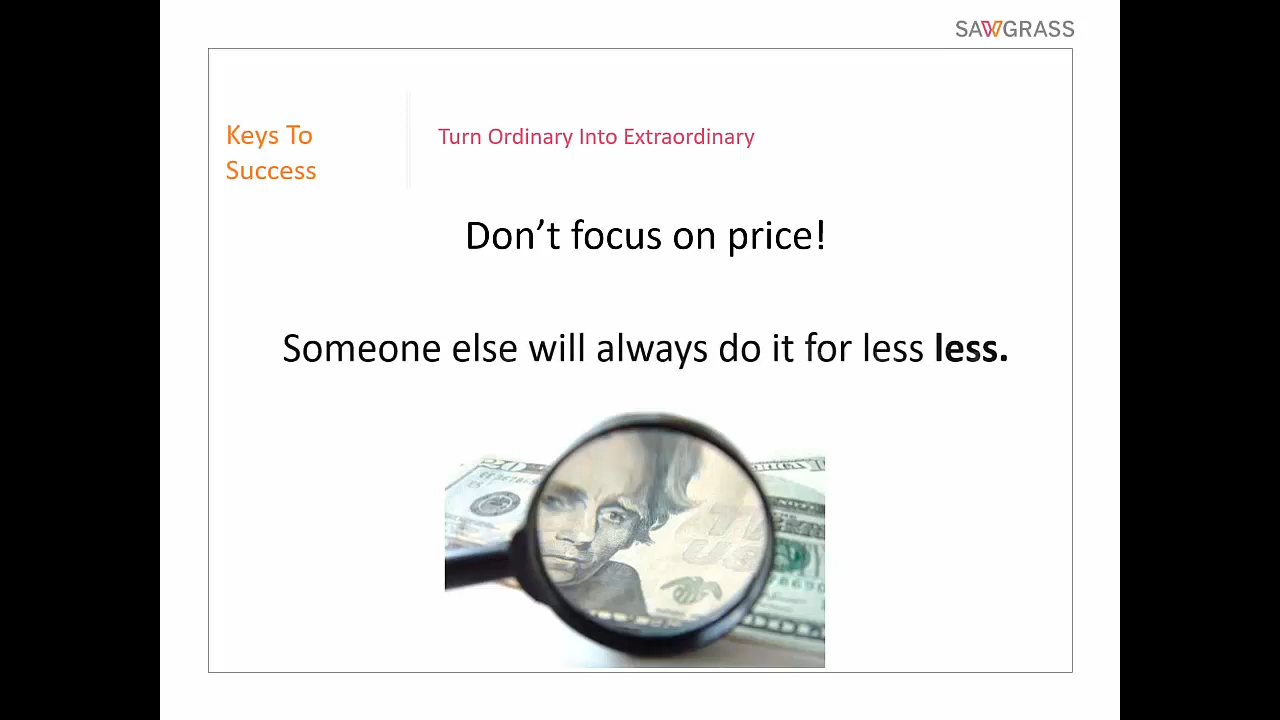 SAWGRASS
Keys To
Success
Turn Ordinary Into Extraordinary
Don't focus on price!
Someone else will always do it for less less.
20